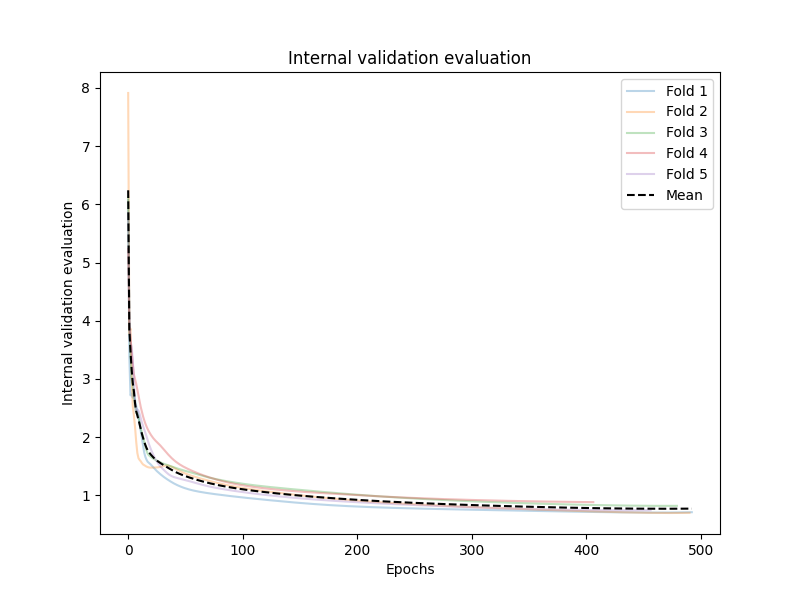 Internal validation evaluation
Internal validation evaluation
8
7
6
5
4
3
2
1
0
100
200
300
400
500
Epochs
Fold 1
Fold 2
Fold 3
Fold 4
Fold 5
Mean